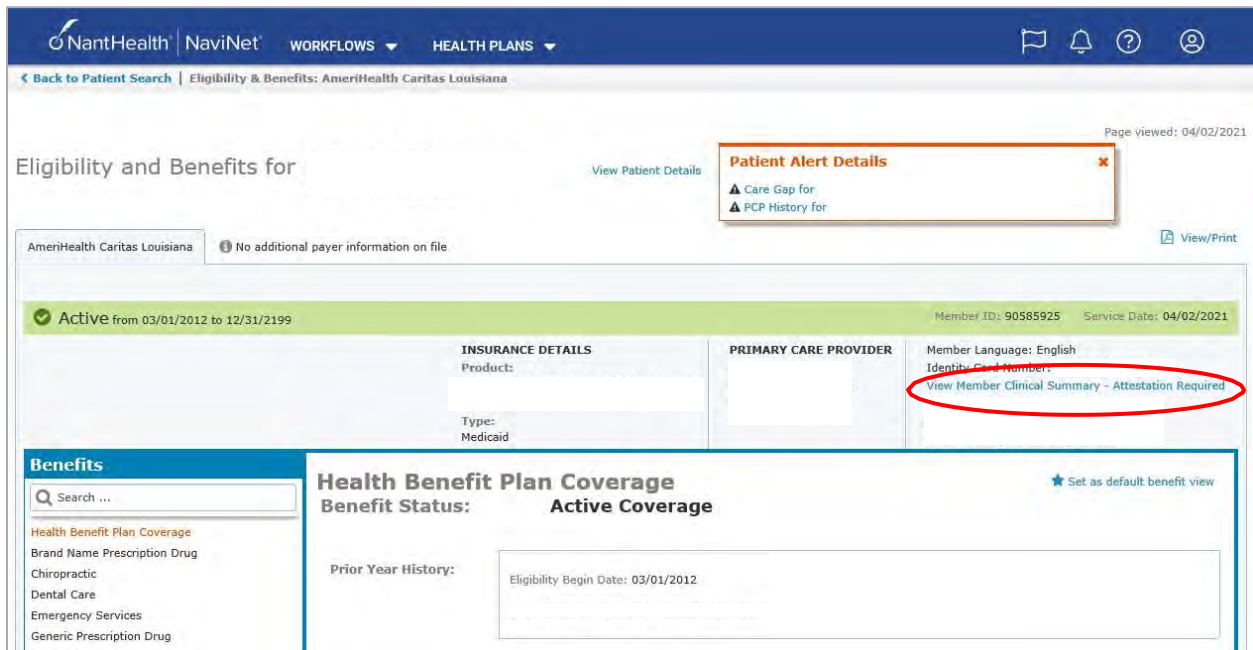 NantHealth® | NaviNet® WORKFLOWS HEALTH PLANS
Back to Patient Search | Eligibility & Benefits: AmeriHealth Caritas Louisiana
Page viewed: 04/02/2021
Eligibility and Benefits for
View Patient Details
Patient Alert Details
Care Gap for
PCP History for
AmeriHealth Caritas Louisiana
No additional payer information on file
View/Print
Active from 03/01/2012 to 12/31/2199
Member ID: 90585925 Service Date: 04/02/2021
INSURANCE DETAILS
Product:
Type:
Medicaid
PRIMARY CARE PROVIDER
Member Language: English
Identity Card Number:
View Member Clinical Summary - Attestation Required
Benefits
Search ...
Health Benefit Plan Coverage
Brand Name Prescription Drug
Chiropractic
Dental Care
Emergency Services
Generic Prescription Drug
Health Benefit Plan Coverage
Set as default benefit view
Benefit Status: Active Coverage
Prior Year History:
Eligibility Begin Date: 03/01/2012